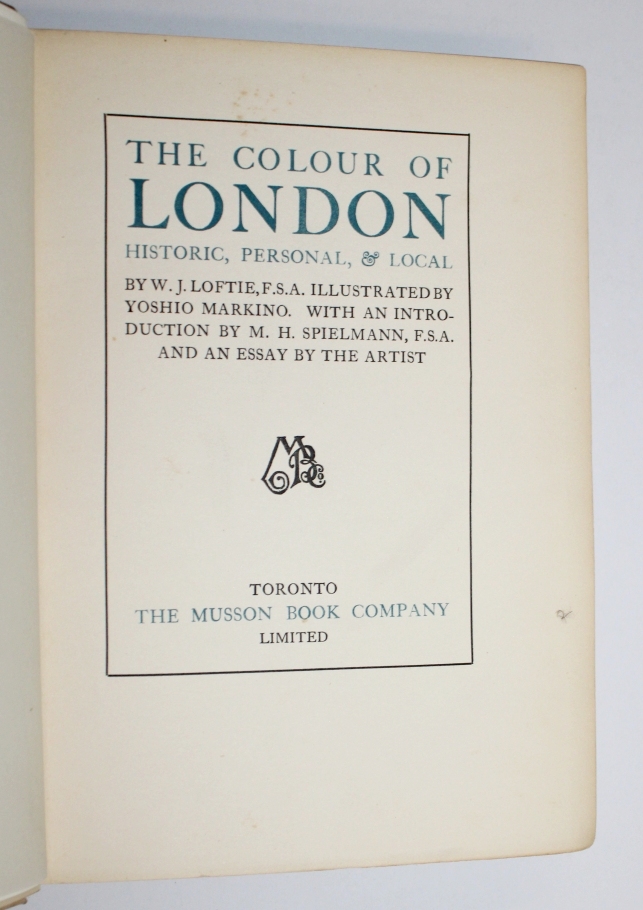 THE COLOUR OF
LONDON
HISTORIC, PERSONAL, & LOCAL
BY W. J. LOFTIE, F.S.A. ILLUSTRATED BY
YOSHIO MARKINO. WITH AN INTRO-
DUCTION BY M. H. SPIELMANN, F.S.A.
AND AN ESSAY BY THE ARTIST
MBCo
TORONTO
THE MUSSON BOOK COMPANY
LIMITED